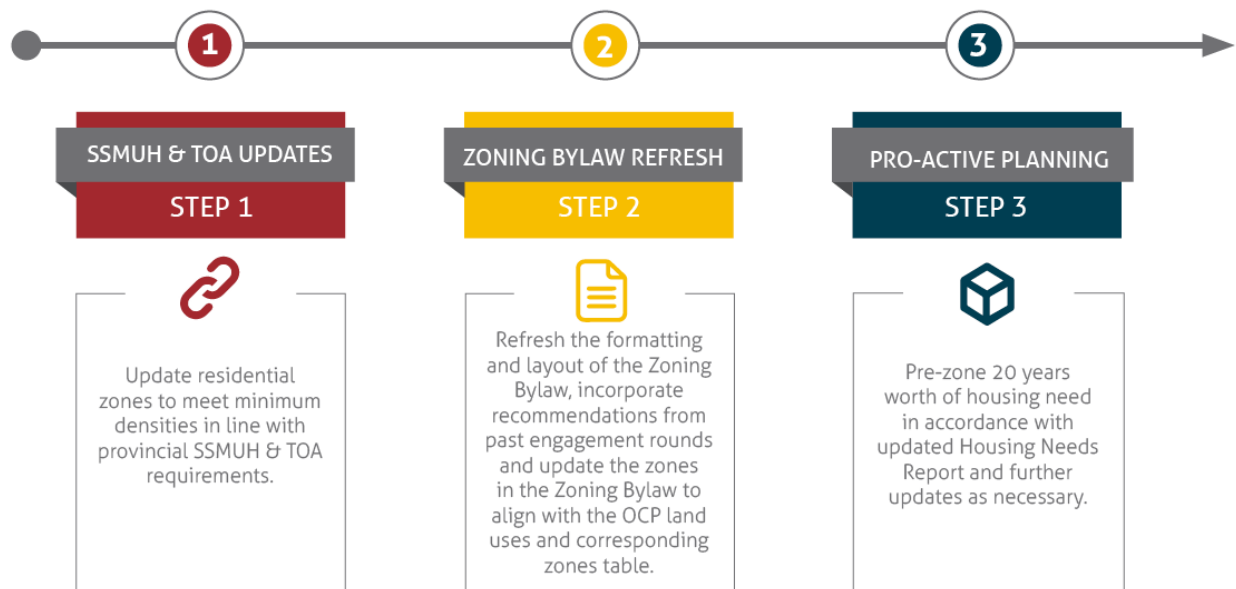 1
2
3
SSMUH & TOA UPDATES
STEP 1
ZONING BYLAW REFRESH
STEP 2
PRO-ACTIVE PLANNING
STEP 3
Update residential
zones to meet minimum
densities in line with
provincial SSMUH & TOA
requirements.
Refresh the formatting
and layout of the Zoning
Bylaw, incorporate
recommendations from
past engagement rounds
and update the zones
in the Zoning Bylaw to
align with the OCP land
uses and corresponding
zones table.
Pre-zone 20 years
worth of housing need
in accordance with
updated Housing Needs
Report and further
updates as necessary.